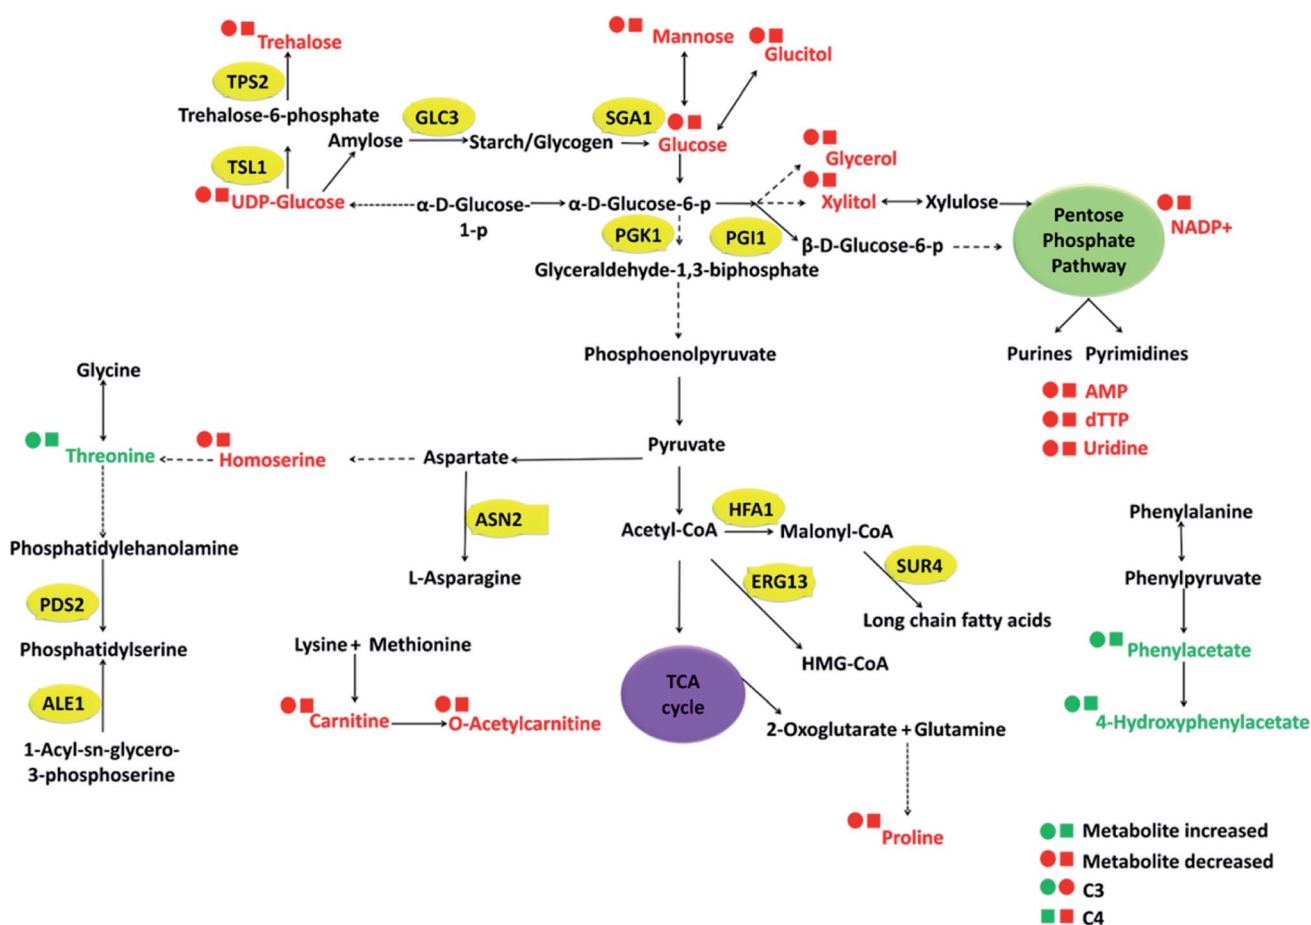 Trehalose
Mannose
Glucitol
TPS2
Trehalose-6-phosphate
GLC3
SGA1
Amylose
Starch/Glycogen
Glucose
TSL1
UDP-Glucose
α-D-Glucose-
1-p
α-D-Glucose-6-p
Glycerol
Xylitol
Xylulose
Pentose
Phosphate
Pathway
NADP+
PGK1
PGI1
β-D-Glucose-6-p
Glyceraldehyde-1,3-biphosphate
Phosphoenolpyruvate
Purines
Pyrimidines
AMP
dTTP
Uridine
Glycine
Threonine
Homoserine
Aspartate
Pyruvate
ASN2
L-Asparagine
Acetyl-CoA
HFA1
Malonyl-CoA
ERG13
SUR4
Long chain fatty acids
HMG-CoA
Phenylalanine
Phenylpyruvate
Phenylacetate
4-Hydroxyphenylacetate
Phosphatidylehanolamine
PDS2
Phosphatidylserine
ALE1
1-Acyl-sn-glycero-
3-phosphoserine
Lysine + Methionine
Carnitine
O-Acetylcarnitine
TCA
cycle
2-Oxoglutarate + Glutamine
Proline
Metabolite increased
Metabolite decreased
C3
C4